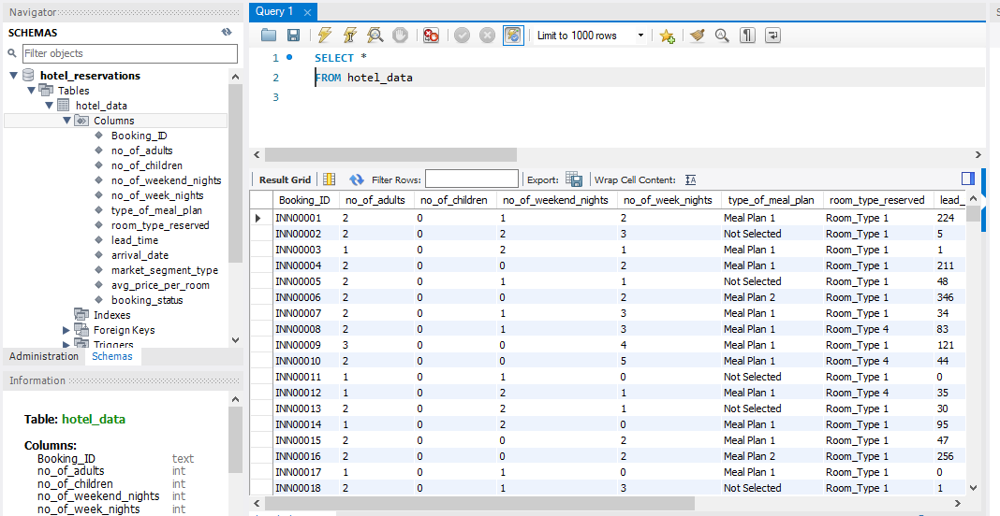 Navigator
SCHEMAS
Filter objects
hotel_reservations
Tables
hotel_data
Columns
Booking_ID
no_of_adults
no_of_children
no_of_weekend_nights
no_of_week_nights
type_of_meal_plan
room_type_reserved
lead_time
arrival_date
market_segment_type
avg_price_per_room
booking_status
Indexes
Foreign Keys
Triggers
Administration Schemas
Information
Table: hotel_data
Columns:
Booking_ID text
no_of_adults int
no_of_children int
no_of_weekend_nights int
no_of_week_nights int
Query 1
Limit to 1000 rows
1 SELECT *
2 FROM hotel_data
3
Result Grid Filter Rows: Export: Wrap Cell Content:
Booking_ID no_of_adults no_of_children no_of_weekend_nights no_of_week_nights type_of_meal_plan room_type_reserved lead_
INN00001 2 0 1 2 Meal Plan 1 Room_Type 1 224
INN00002 2 0 2 3 Not Selected Room_Type 1 5
INN00003 1 0 2 1 Meal Plan 1 Room_Type 1 1
INN00004 2 0 0 2 Meal Plan 1 Room_Type 1 211
INN00005 2 0 1 1 Not Selected Room_Type 1 48
INN00006 2 0 0 2 Meal Plan 2 Room_Type 1 346
INN00007 2 0 1 3 Meal Plan 1 Room_Type 1 34
INN00008 2 0 1 3 Meal Plan 1 Room_Type 4 83
INN00009 3 0 0 4 Meal Plan 1 Room_Type 1 121
INN00010 2 0 0 5 Meal Plan 1 Room_Type 4 44
INN00011 1 0 1 0 Not Selected Room_Type 1 0
INN00012 1 0 2 1 Meal Plan 1 Room_Type 4 35
INN00013 2 0 2 1 Not Selected Room_Type 1 30
INN00014 1 0 2 0 Meal Plan 1 Room_Type 1 95
INN00015 2 0 0 2 Meal Plan 1 Room_Type 1 47
INN00016 2 0 0 2 Meal Plan 2 Room_Type 1 256
INN00017 1 0 1 0 Meal Plan 1 Room_Type 1 0
INN00018 2 0 1 3 Not Selected Room_Type 1 1